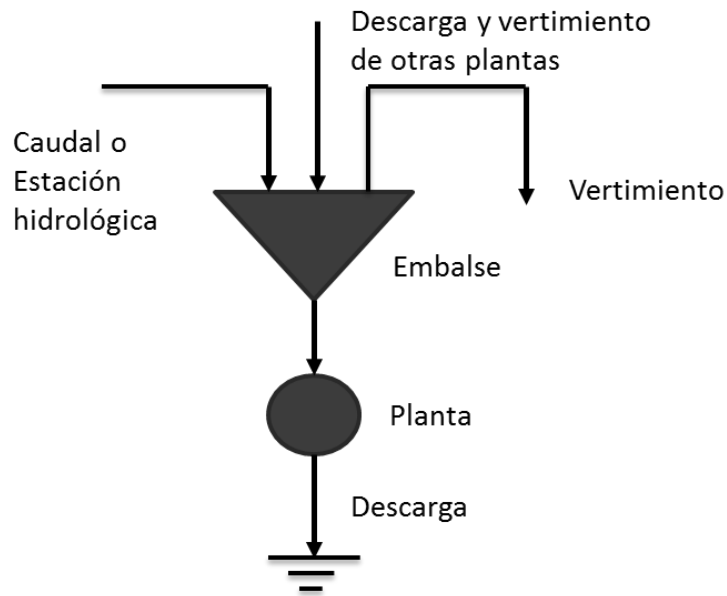 Descarga y vertimiento
de otras plantas
Caudal o
Estación
hidrológica
Vertimiento
Embalse
Planta
Descarga